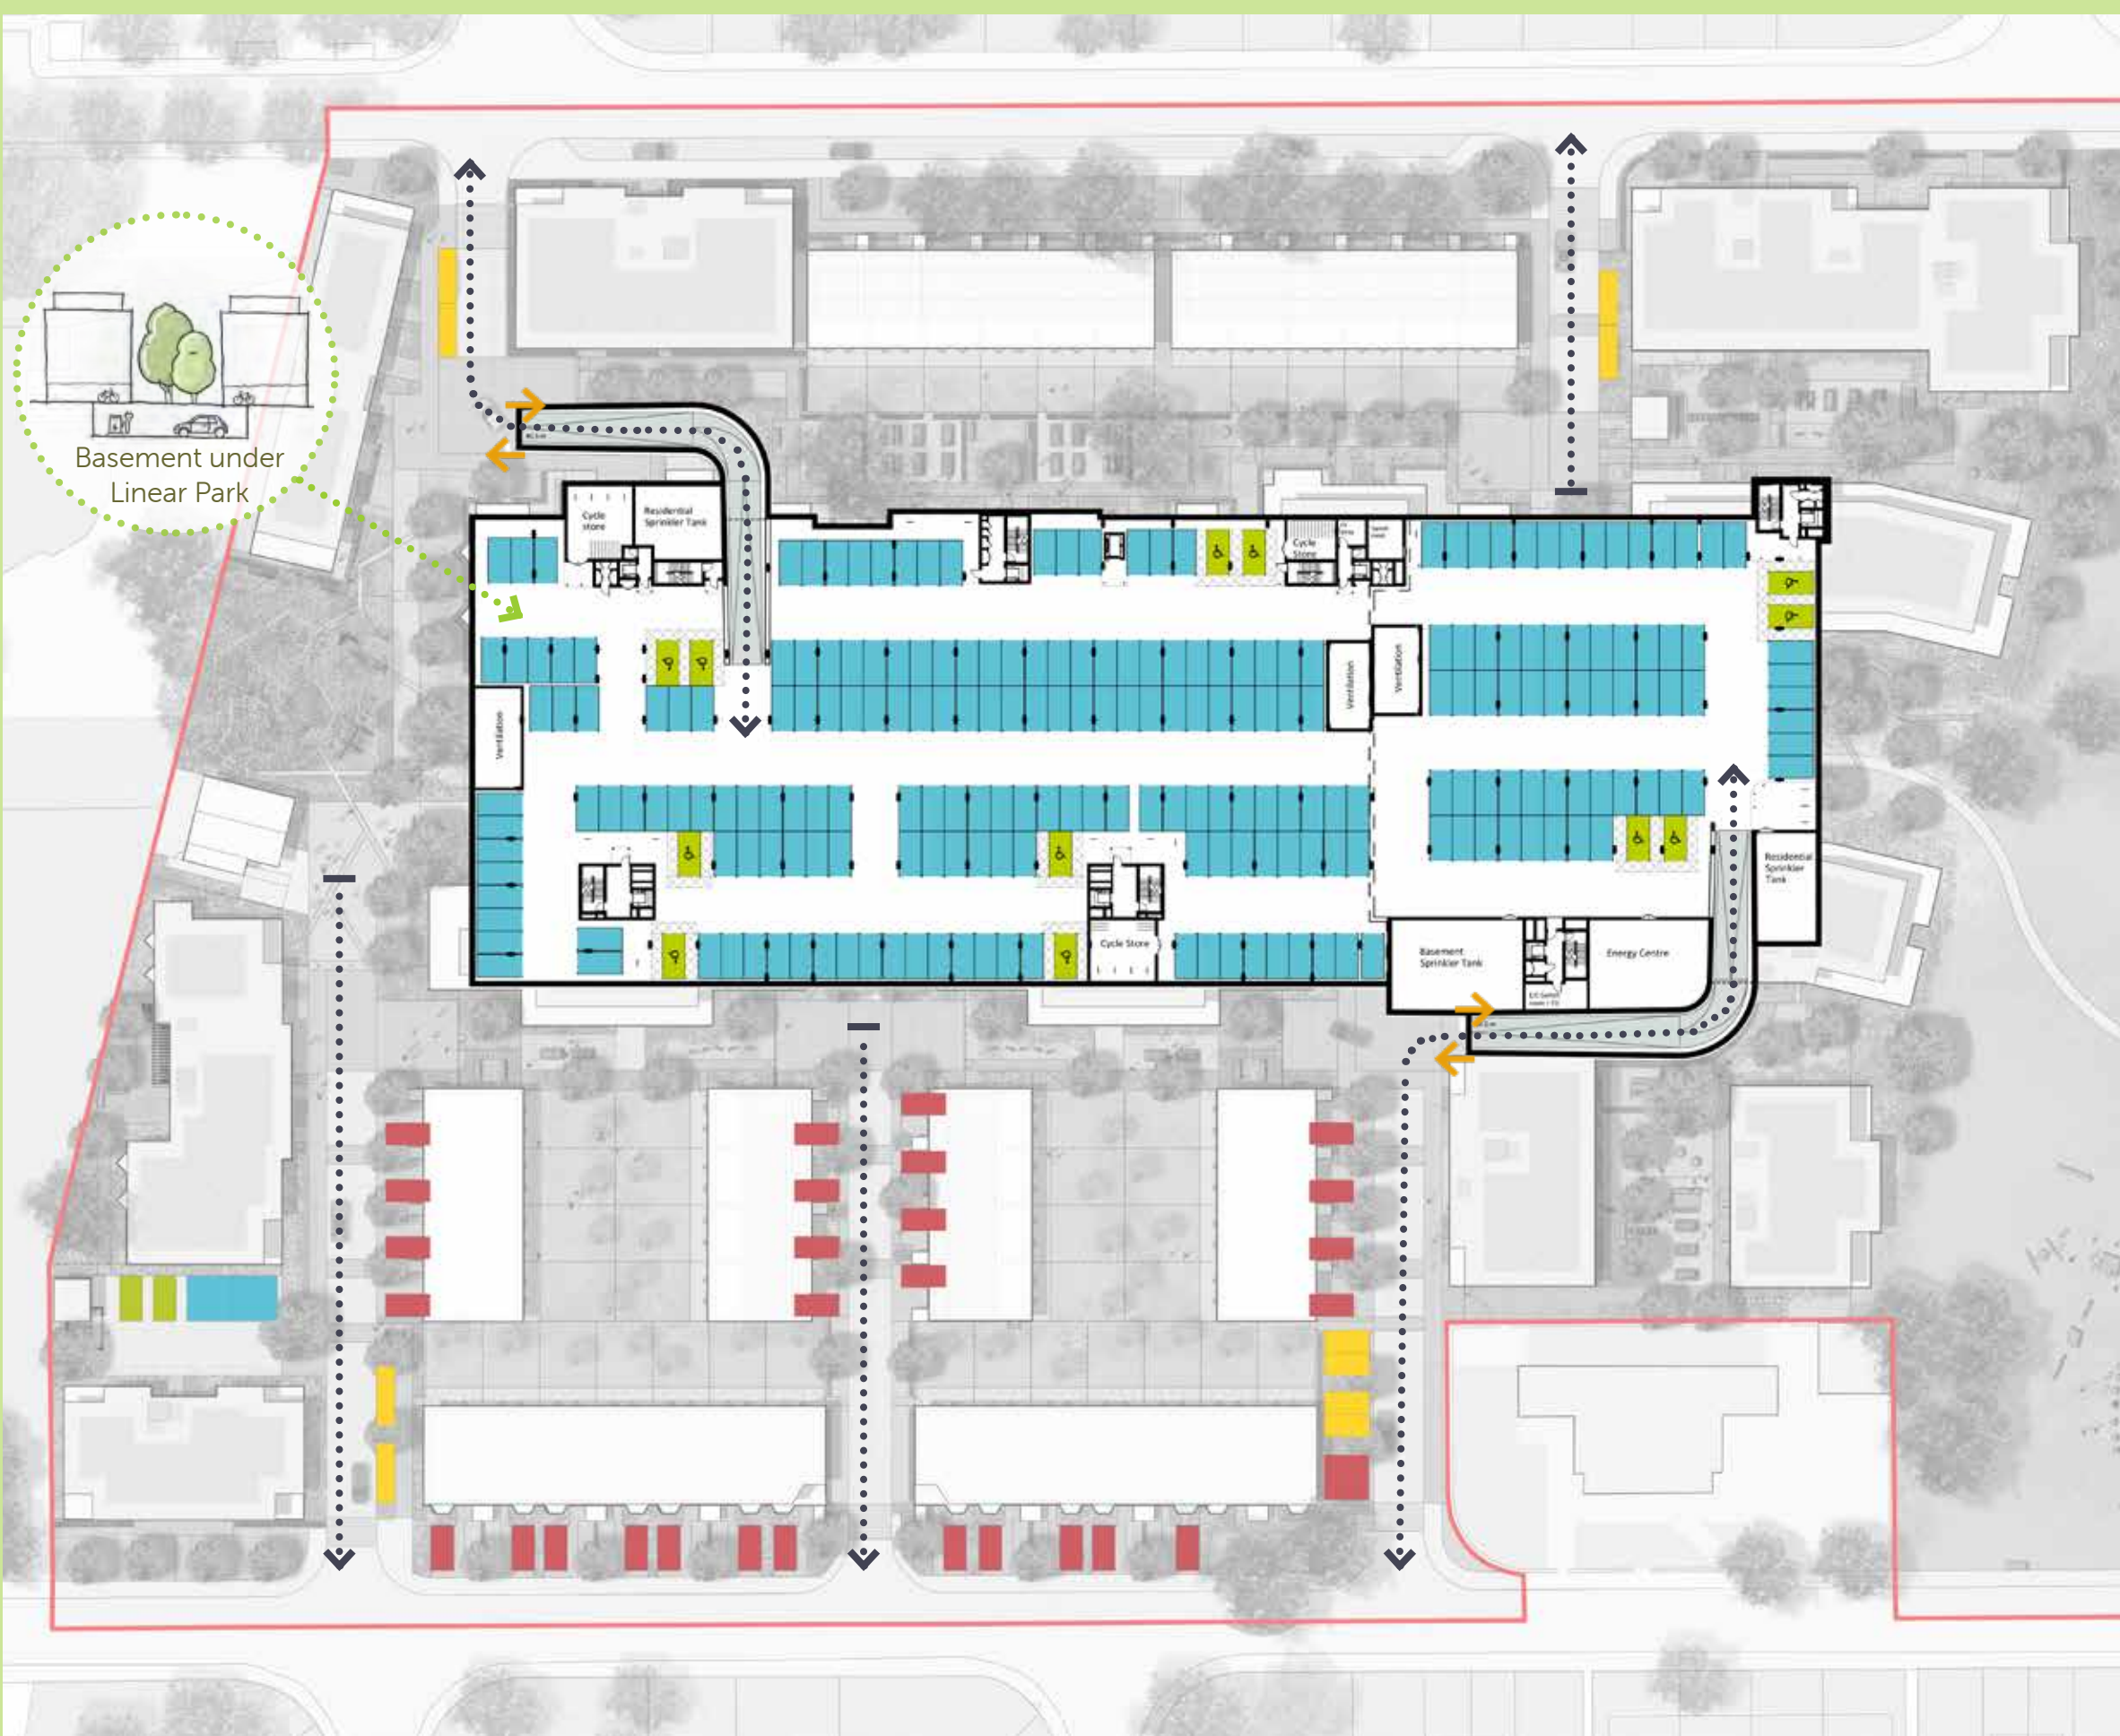 Basement under
Linear Park
Cycle
store
Residential
Sprinkler Tank
Cycle
Store
Ventilation
Ventilation
Ventilation
Residential
Sprinkler
Tank
Cycle Store
Basement
Sprinkler Tank
Energy Centre